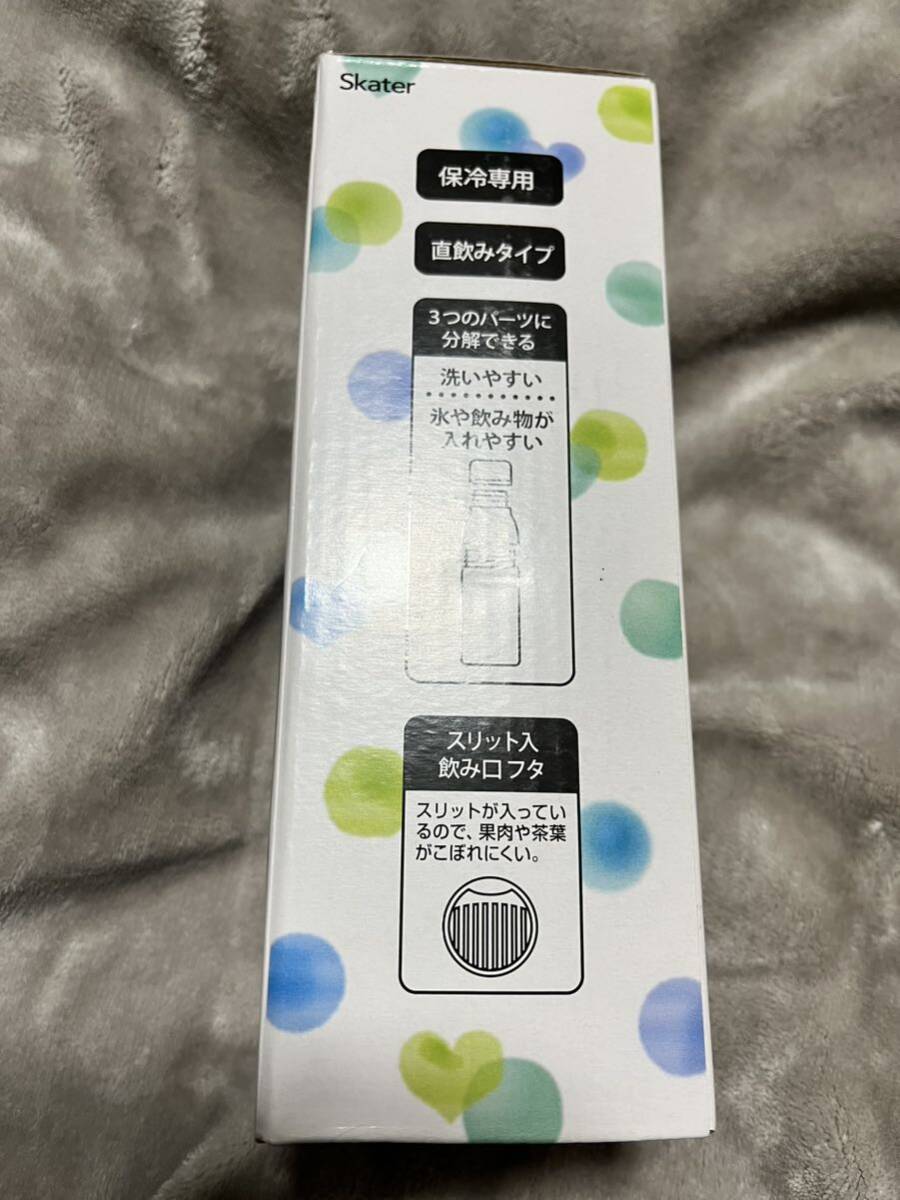 Skater
保冷専用
直飲みタイプ
3つのパーツに
分解できる
洗いやすい
氷や飲み物が
入れやすい
スリット入
飲み口フタ
スリットが入ってい
るので、果肉や茶葉
がこぼれにくい。